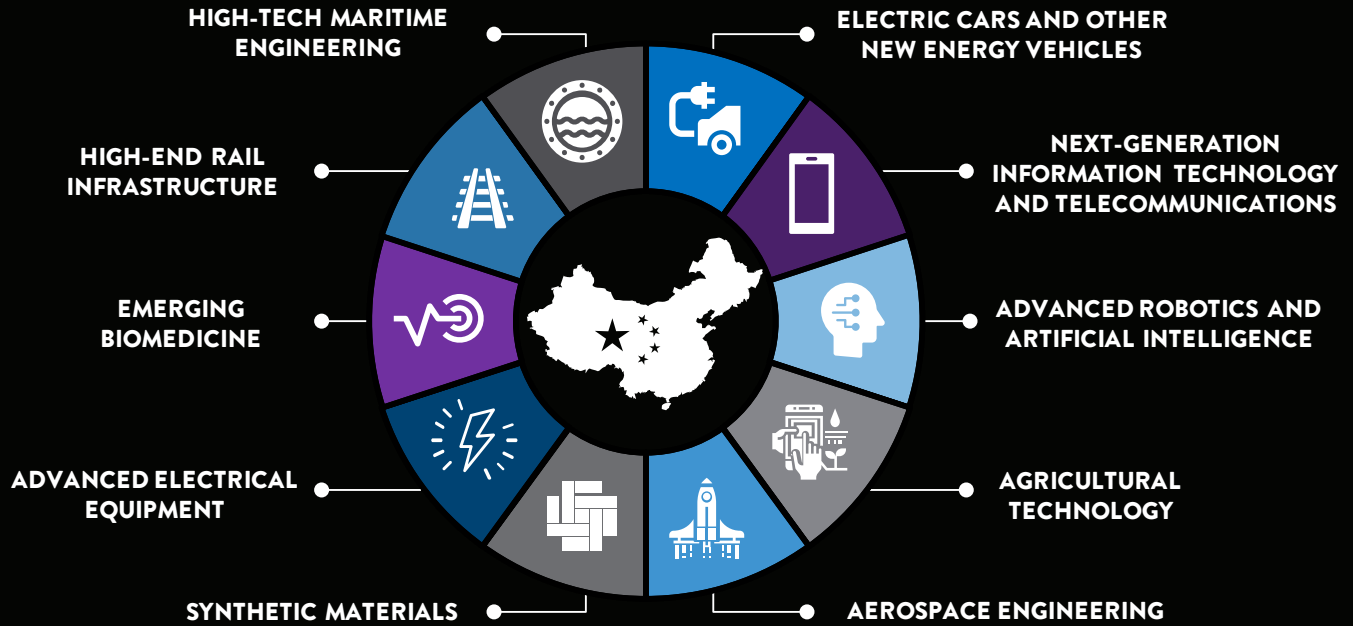 HIGH-TECH MARITIME
ENGINEERING
ELECTRIC CARS AND OTHER
NEW ENERGY VEHICLES
HIGH-END RAIL
INFRASTRUCTURE
NEXT-GENERATION
INFORMATION TECHNOLOGY
AND TELECOMMUNICATIONS
EMERGING
BIOMEDICINE
ADVANCED ROBOTICS AND
ARTIFICIAL INTELLIGENCE
ADVANCED ELECTRICAL
EQUIPMENT
AGRICULTURAL
TECHNOLOGY
SYNTHETIC MATERIALS
AEROSPACE ENGINEERING